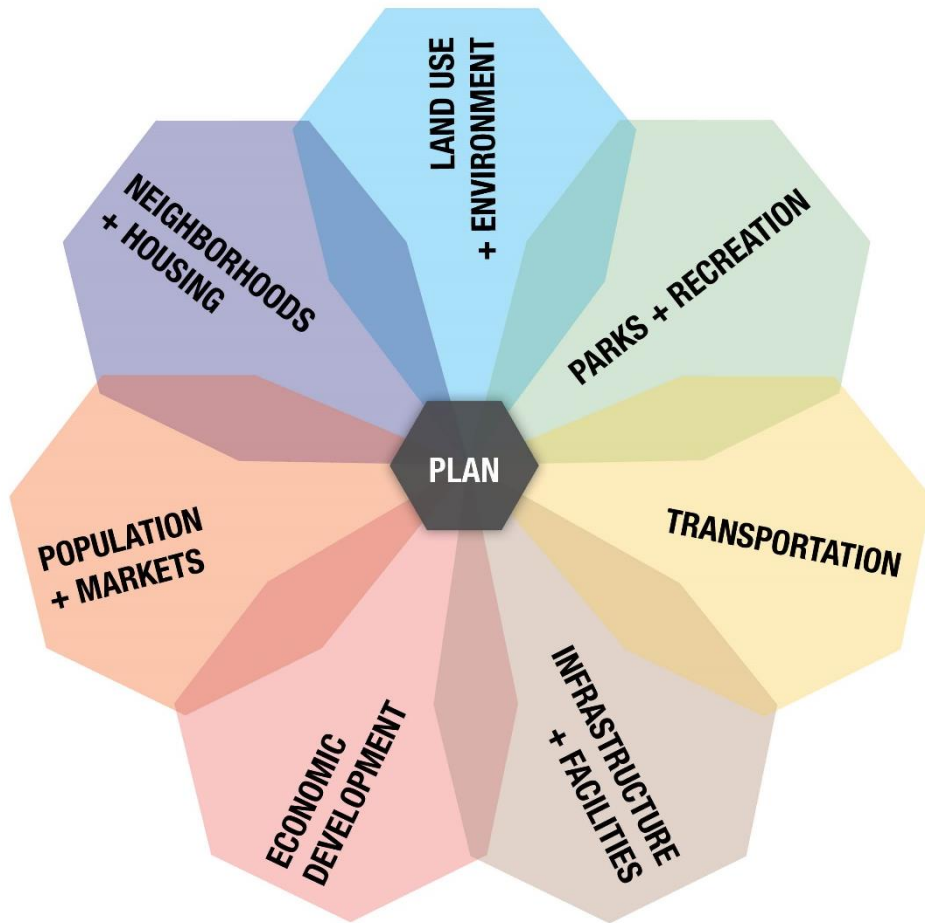 LAND USE
+ ENVIRONMENT
PARKS + RECREATION
TRANSPORTATION
INFRASTRUCTURE
+ FACILITIES
ECONOMIC
DEVELOPMENT
POPULATION
+ MARKETS
NEIGHBORHOODS
+ HOUSING
PLAN